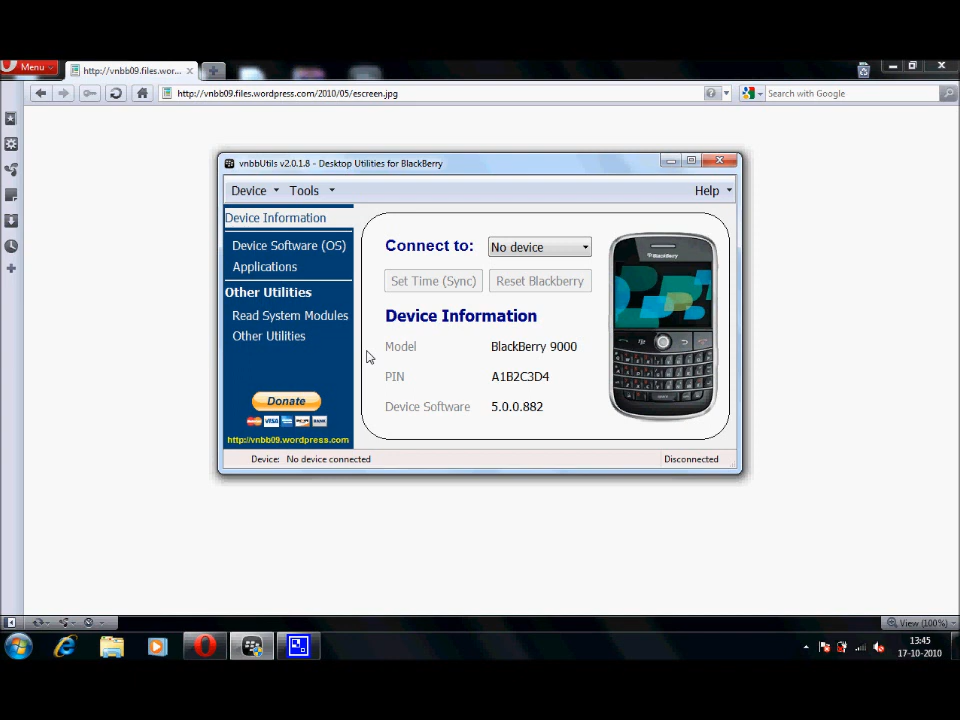 Menu
http://vnbb09.files.wor...
http://vnbb09.files.wordpress.com/2010/05/escreen.jpg
Search with Google
vnbbUtils v2.0.1.8 - Desktop Utilities for BlackBerry
Device
Tools
Help
Device Information
Device Software (OS)
Applications
Other Utilities
Read System Modules
Other Utilities
Donate
VISA
http://vnbb09.wordpress.com
Connect to:
No device
Set Time (Sync)
Reset Blackberry
Device Information
Model
BlackBerry 9000
PIN
A1B2C3D4
Device Software
5.0.0.882
BlackBerry
Device: No device connected
Disconnected
View (100%)
13:45
17-10-2010